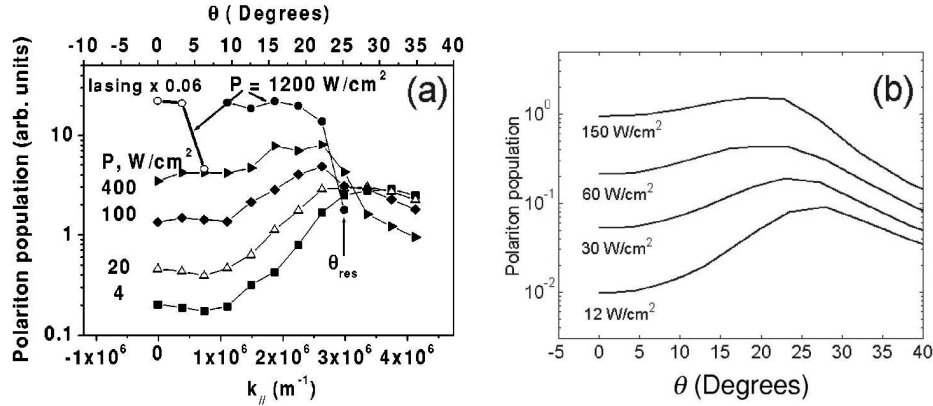 θ ( Degrees)
-10 -5 0 5 10 15 20 25 30 35 40 45 50
Polariton population (arb. units)
10
1
0.1
lasing x 0.06
P = 1200 W/cm²
(a)
P, W/cm²
400
100
20
4
θres
-1x10⁶ 0 1x10⁶ 2x10⁶ 3x10⁶ 4x10⁶
k// (m⁻¹)
(b)
Polariton population
10⁰
10⁻¹
10⁻²
150 W/cm²
60 W/cm²
30 W/cm²
12 W/cm²
-5 0 5 10 15 20 25 30 35 40
θ (Degrees)